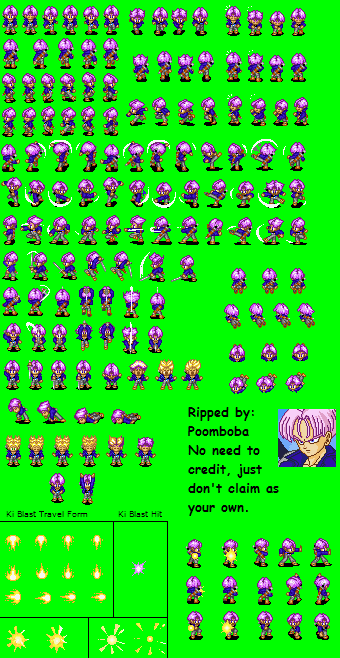 Ripped by:
Poomboba
No need to
credit, just
don't claim as
your own.
Ki Blast Travel Form
Ki Blast Hit